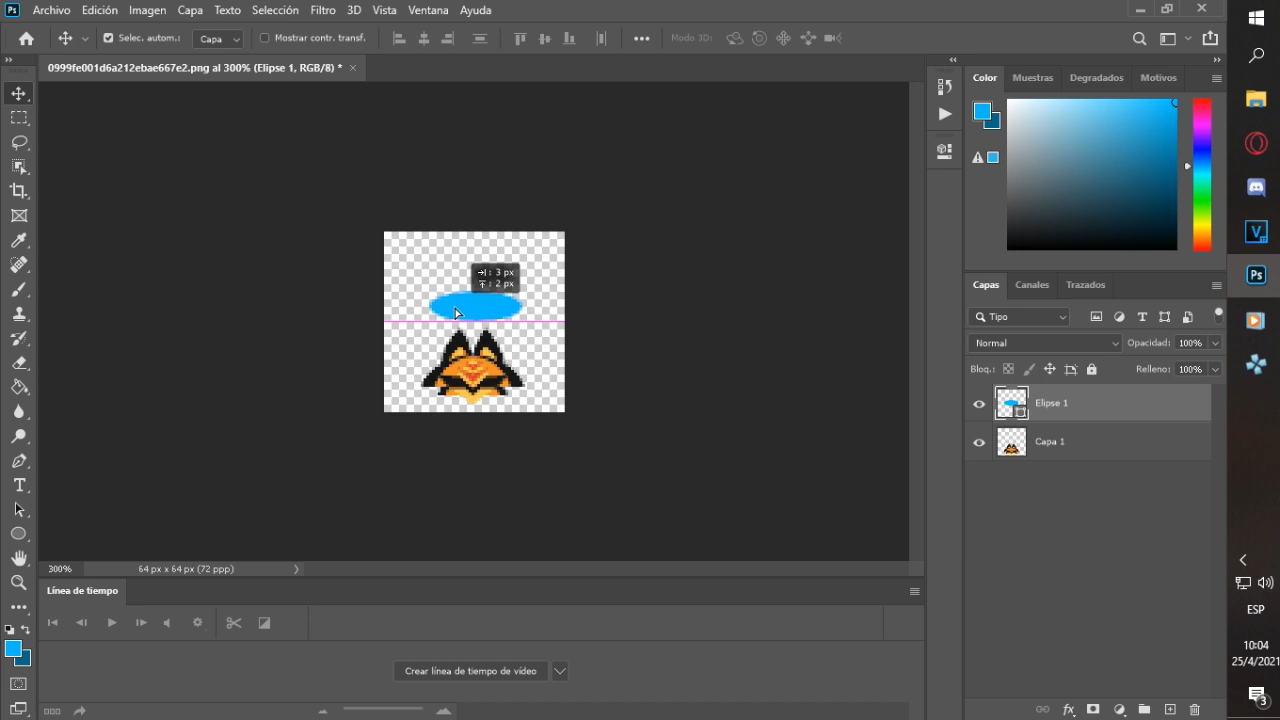 Ps Archivo Edición Imagen Capa Texto Selección Filtro 3D Vista Ventana Ayuda
Selec. autom.: Capa Mostrar contr. transf. Modo 3D:
0999fe001d6a212ebae667e2.png al 300% (Elipse 1, RGB/8) *
Color Muestras Degradados Motivos
: 3 px
: 2 px
Capas Canales Trazados
Tipo
Normal Opacidad: 100%
Bloq.: Relleno: 100%
Elipse 1
Capa 1
300% 64 px x 64 px (72 ppp)
Línea de tiempo
Crear línea de tiempo de vídeo
fx
Ps
ESP
10:04
25/4/2021
3